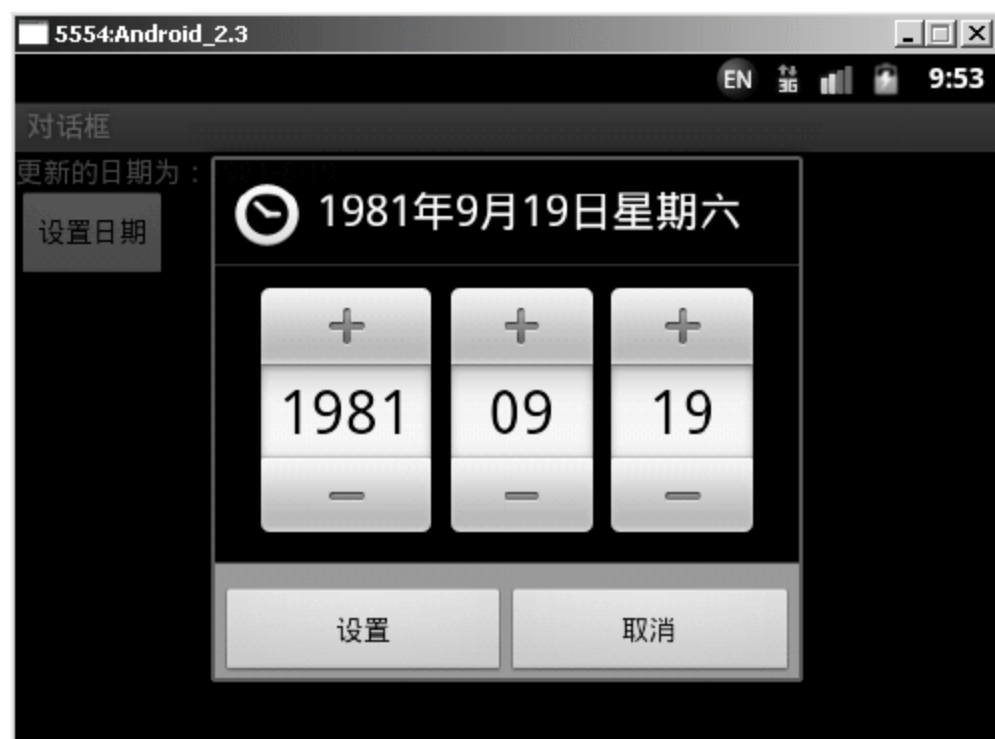 5554:Android_2.3
EN 3G 9:53
对话框
更新的日期为：
设置日期
1981年9月19日星期六
1981 09 19
设置 取消